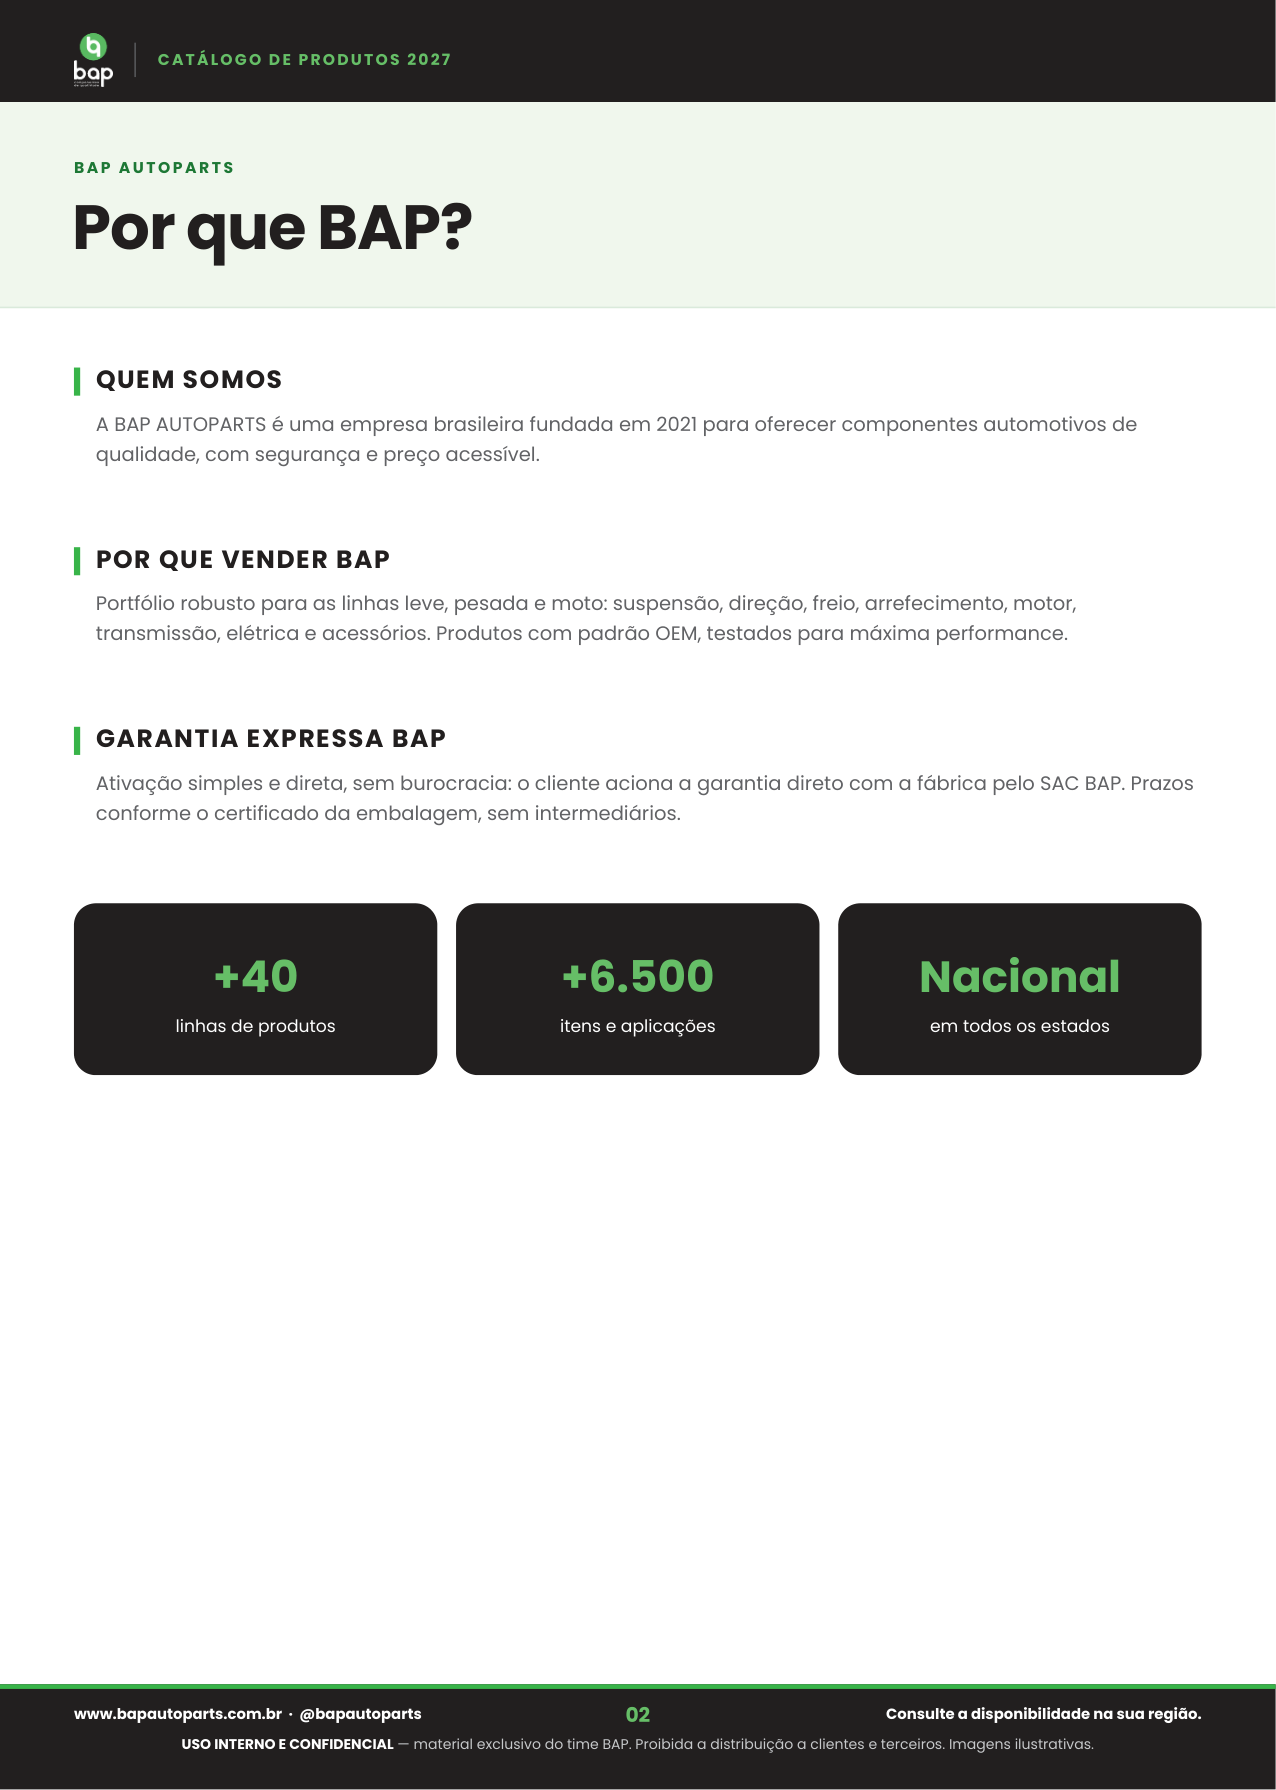 bap
CATÁLOGO DE PRODUTOS 2027
BAP AUTOPARTS
Por que BAP?
QUEM SOMOS
A BAP AUTOPARTS é uma empresa brasileira fundada em 2021 para oferecer componentes automotivos de
qualidade, com segurança e preço acessível.
POR QUE VENDER BAP
Portfólio robusto para as linhas leve, pesada e moto: suspensão, direção, freio, arrefecimento, motor,
transmissão, elétrica e acessórios. Produtos com padrão OEM, testados para máxima performance.
GARANTIA EXPRESSA BAP
Ativação simples e direta, sem burocracia: o cliente aciona a garantia direto com a fábrica pelo SAC BAP. Prazos
conforme o certificado da embalagem, sem intermediários.
+40
linhas de produtos
+6.500
itens e aplicações
Nacional
em todos os estados
www.bapautoparts.com.br · @bapautoparts
02
Consulte a disponibilidade na sua região.
USO INTERNO E CONFIDENCIAL — material exclusivo do time BAP. Proibida a distribuição a clientes e terceiros. Imagens ilustrativas.